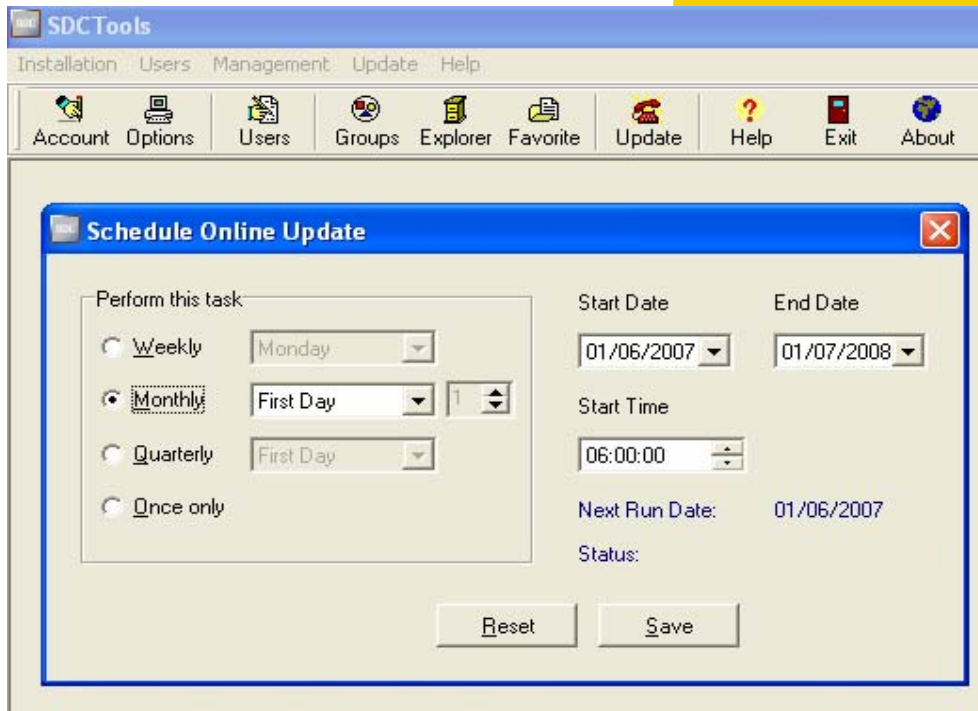 SDCTools
Installation Users Management Update Help
Account Options Users Groups Explorer Favorite Update Help Exit About
Schedule Online Update
Perform this task
Weekly Monday
Monthly First Day 1
Quarterly First Day
Once only
Start Date End Date
01/06/2007 01/07/2008
Start Time
06:00:00
Next Run Date: 01/06/2007
Status:
Reset Save